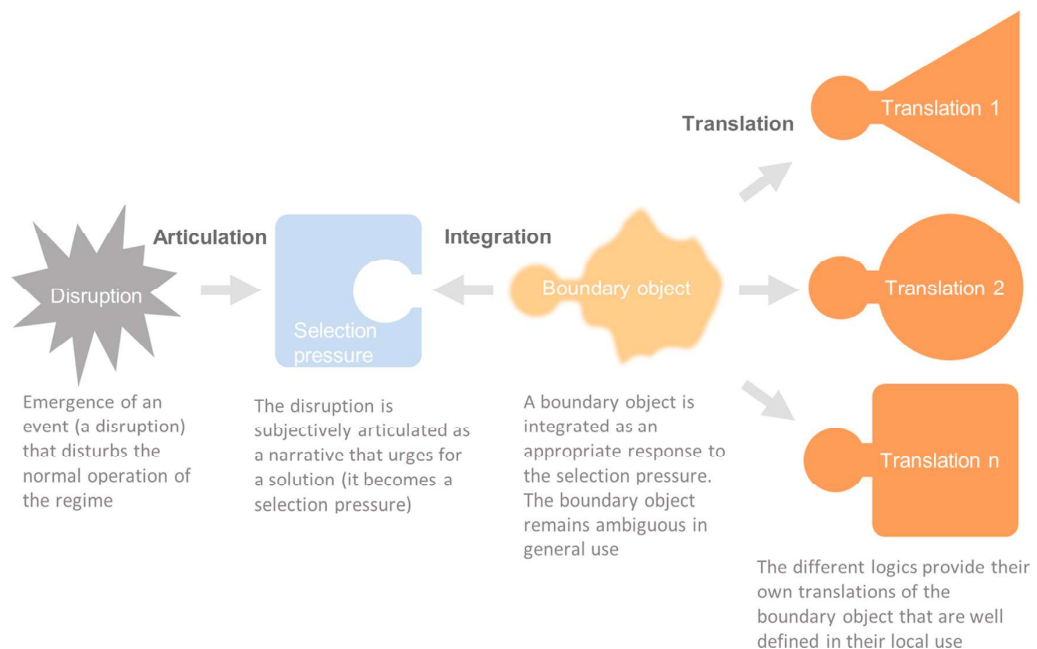 Translation 1
Translation
Articulation
Integration
Disruption
Boundary object
Translation 2
Selection
pressure
Emergence of an
event (a disruption)
that disturbs the
normal operation of
the regime
The disruption is
subjectively articulated as
a narrative that urges for
a solution (it becomes a
selection pressure)
A boundary object is
integrated as an
appropriate response to
the selection pressure.
The boundary object
remains ambiguous in
general use
Translation n
The different logics provide their
own translations of the
boundary object that are well
defined in their local use